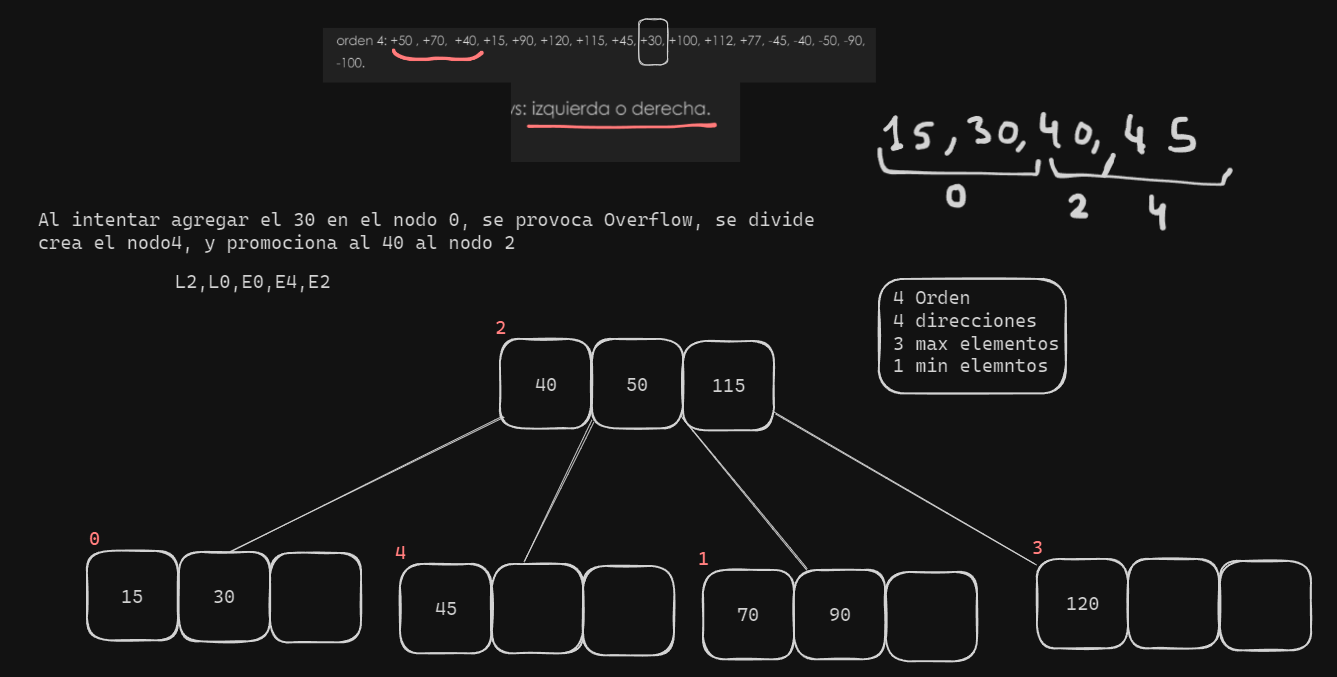 orden 4: +50 , +70, +40, +15, +90, +120, +115, +45, +30, +100, +112, +77, -45, -40, -50, -90,
-100.
s: izquierda o derecha.
15, 30, 40, 45
0 2 4
Al intentar agregar el 30 en el nodo 0, se provoca Overflow, se divide
crea el nodo4, y promociona al 40 al nodo 2
L2,L0,E0,E4,E2
4 Orden
4 direcciones
3 max elementos
1 min elemntos
2
40 50 115
0
15 30
4
45
1
70 90
3
120